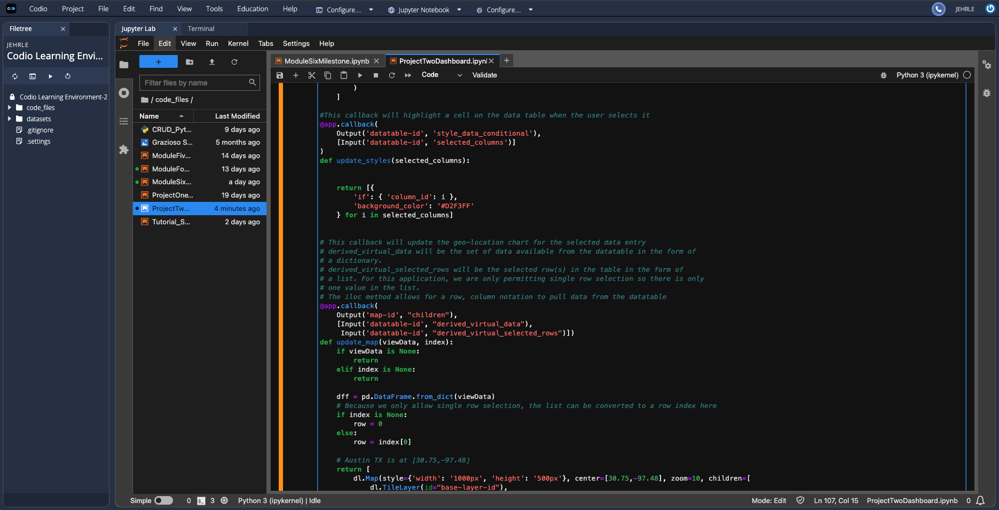 Codio Project File Edit Find View Tools Education Help Configure.... Jupyter Notebook Configure.... JEHRLE
Filetree
JEHRLE
Codio Learning Envi...
Codio Learning Environment-2
code_files
datasets
.gitignore
.settings
Jupyter Lab Terminal
File Edit View Run Kernel Tabs Settings Help
+
Filter files by name
/ code_files /
Name Last Modified
CRUD_Pyt... 9 days ago
Grazioso S... 5 months ago
ModuleFiv... 14 days ago
ModuleFo... 13 days ago
ModuleSix... a day ago
ProjectOne... 19 days ago
ProjectTw... 4 minutes ago
Tutorial_S... 2 days ago
ModuleSixMilestone.ipynb ProjectTwoDashboard.ipynl +
Code Validate Python 3 (ipykernel)
)
]
#This callback will highlight a cell on the data table when the user selects it
@app.callback(
Output('datatable-id', 'style_data_conditional'),
[Input('datatable-id', 'selected_columns')]
)
def update_styles(selected_columns):
return [{
'if': { 'column_id': i },
'background_color': '#D2F3FF'
} for i in selected_columns]
# This callback will update the geo-location chart for the selected data entry
# derived_virtual_data will be the set of data available from the datatable in the form of
# a dictionary.
# derived_virtual_selected_rows will be the selected row(s) in the table in the form of
# a list. For this application, we are only permitting single row selection so there is only
# one value in the list.
# The iloc method allows for a row, column notation to pull data from the datatable
@app.callback(
Output('map-id', "children"),
[Input('datatable-id', "derived_virtual_data"),
Input('datatable-id', "derived_virtual_selected_rows")])
def update_map(viewData, index):
if viewData is None:
return
elif index is None:
return
dff = pd.DataFrame.from_dict(viewData)
# Because we only allow single row selection, the list can be converted to a row index here
if index is None:
row = 0
else:
row = index[0]
# Austin TX is at [30.75,-97.48]
return [
dl.Map(style={'width': '1000px', 'height': '500px'}, center=[30.75,-97.48], zoom=10, children=[
dl.TileLayer(id="base-layer-id"),
Simple 0 3 Python 3 (ipykernel) | Idle Mode: Edit Ln 107, Col 15 ProjectTwoDashboard.ipynb 0